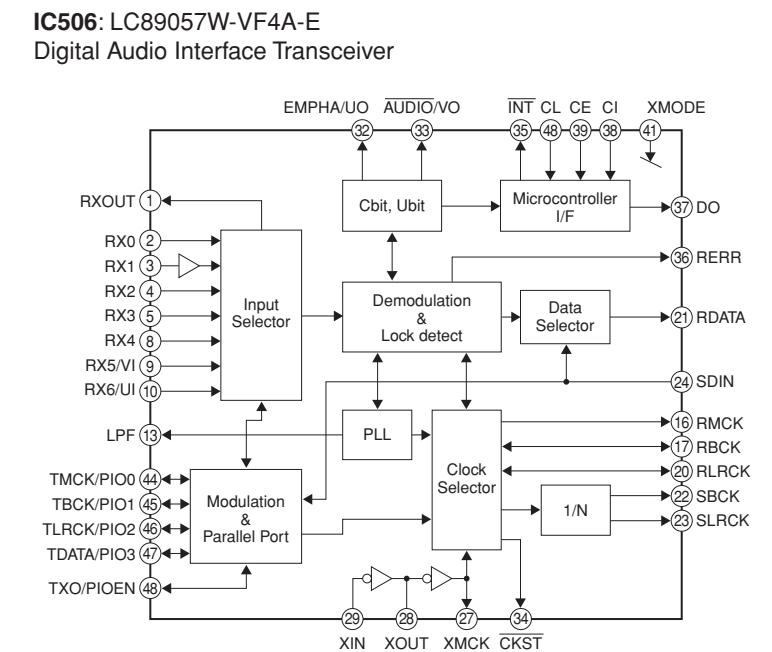 IC506: LC89057W-VF4A-E
Digital Audio Interface Transceiver
EMPHA/UO AUDIO/VO INT CL CE CI XMODE
32 33 35 48 39 38 41
RXOUT 1
Cbit, Ubit
Microcontroller
I/F
37 DO
RX0 2
RX1 3
RX2 4
RX3 5
RX4 8
RX5/VI 9
RX6/UI 10
Input
Selector
Demodulation
&
Lock detect
Data
Selector
36 RERR
21 RDATA
24 SDIN
LPF 13
PLL
Clock
Selector
16 RMCK
17 RBCK
20 RLRCK
22 SBCK
23 SLRCK
1/N
TMCK/PIO0 44
TBCK/PIO1 45
TLRCK/PIO2 46
TDATA/PIO3 47
TXO/PIOEN 48
Modulation
&
Parallel Port
29 28 27 34
XIN XOUT XMCK CKST